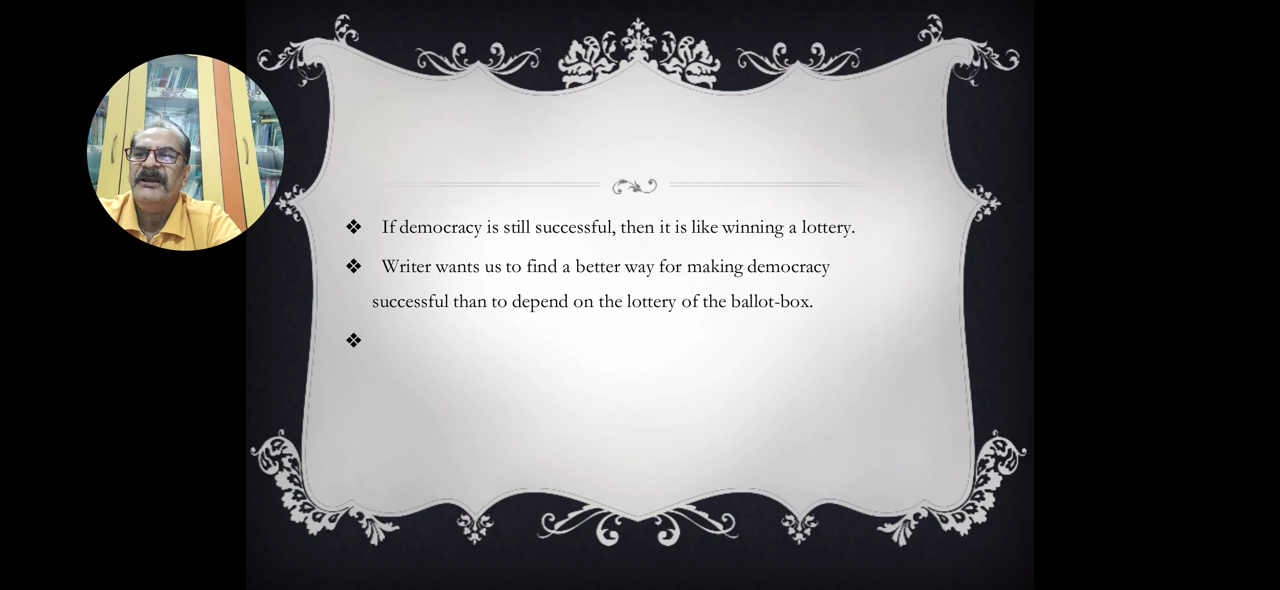 ❖ If democracy is still successful, then it is like winning a lottery.
❖ Writer wants us to find a better way for making democracy
successful than to depend on the lottery of the ballot-box.
❖